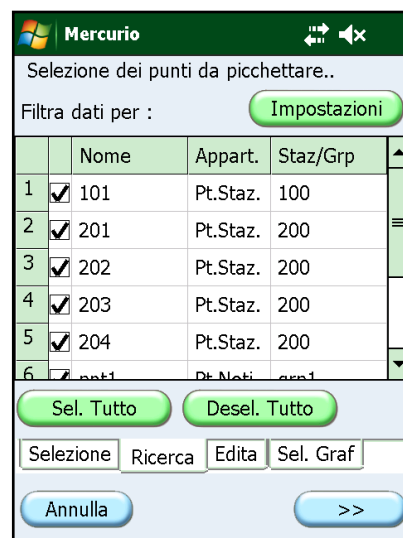 Mercurio
Selezione dei punti da picchettare..
Filtra dati per : Impostazioni
Nome Appart. Staz/Grp
1 101 Pt.Staz. 100
2 201 Pt.Staz. 200
3 202 Pt.Staz. 200
4 203 Pt.Staz. 200
5 204 Pt.Staz. 200
6
Sel. Tutto Desel. Tutto
Selezione Ricerca Edita Sel. Graf
Annulla >>